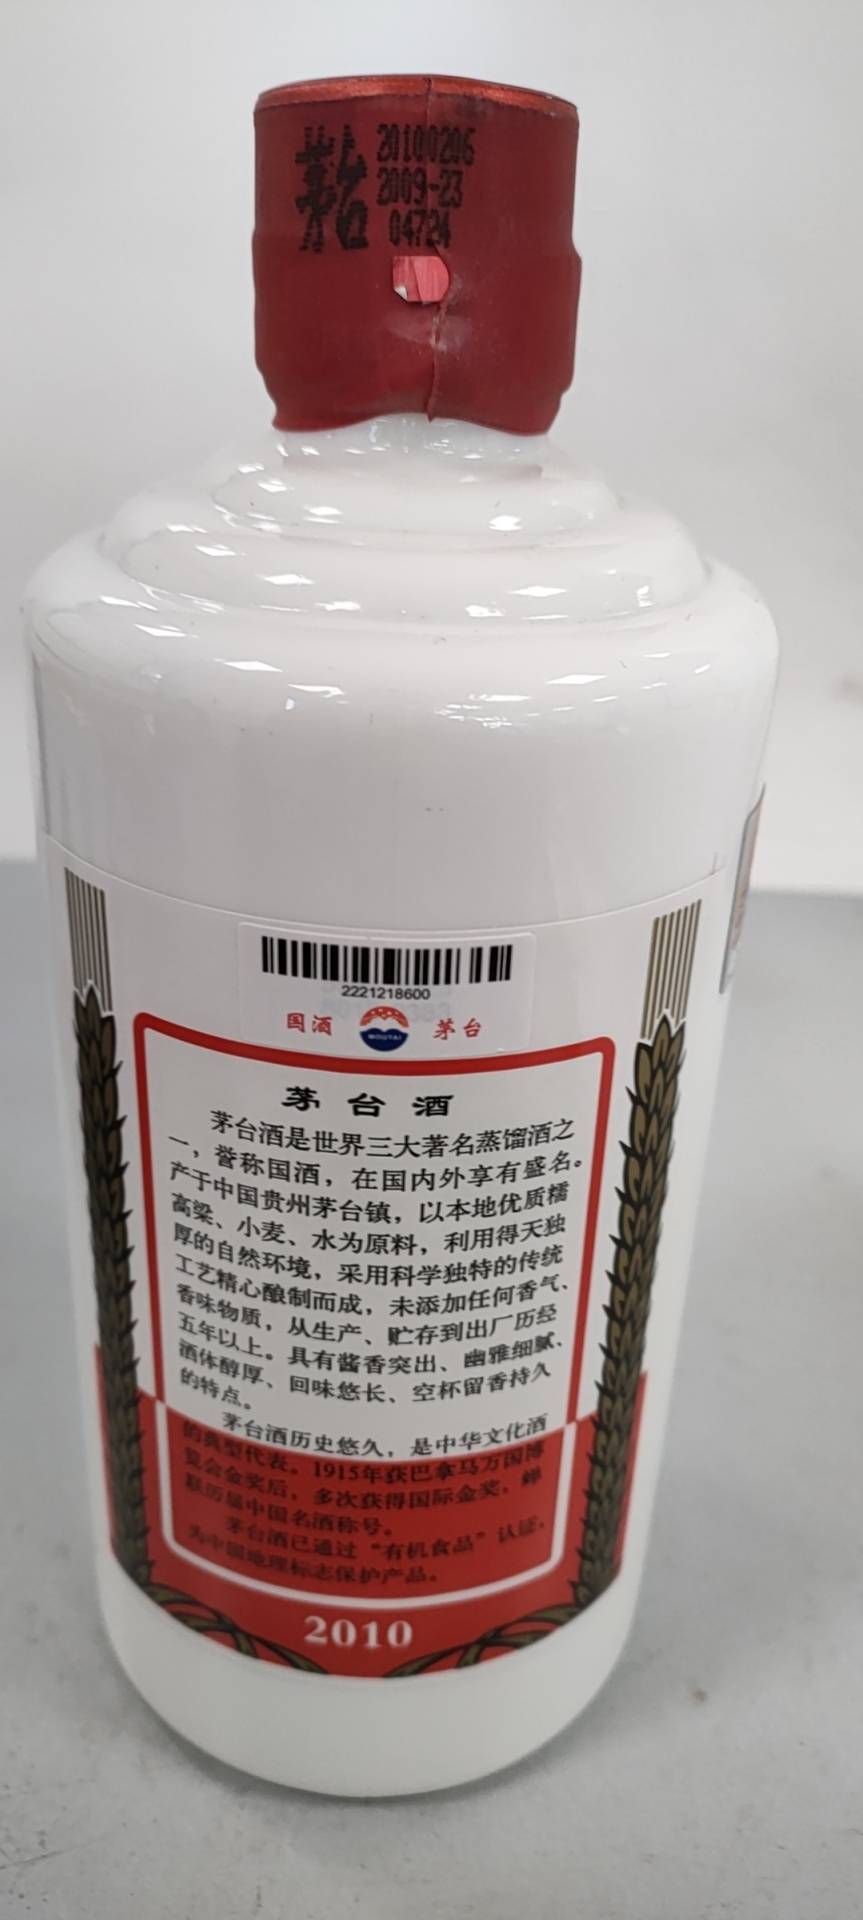 茅台
20100206
2009-23
04724
2221218600
国酒 MOUTAI 茅台
茅台酒
茅台酒是世界三大著名蒸馏酒之
一，誉称国酒，在国内外享有盛名。
产于中国贵州茅台镇，以本地优质糯
高粱、小麦、水为原料，利用得天独
厚的自然环境，采用科学独特的传统
工艺精心酿制而成，未添加任何香气、
香味物质，从生产、贮存到出厂历经
五年以上。具有酱香突出、幽雅细腻、
酒体醇厚、回味悠长、空杯留香持久
的特点。
茅台酒历史悠久，是中华文化酒
的典型代表。1915年获巴拿马万国博
览会金奖后，多次获得国际金奖，蝉
联历届中国名酒称号。
茅台酒已通过“有机食品”认证，
为中国地理标志保护产品。
2010